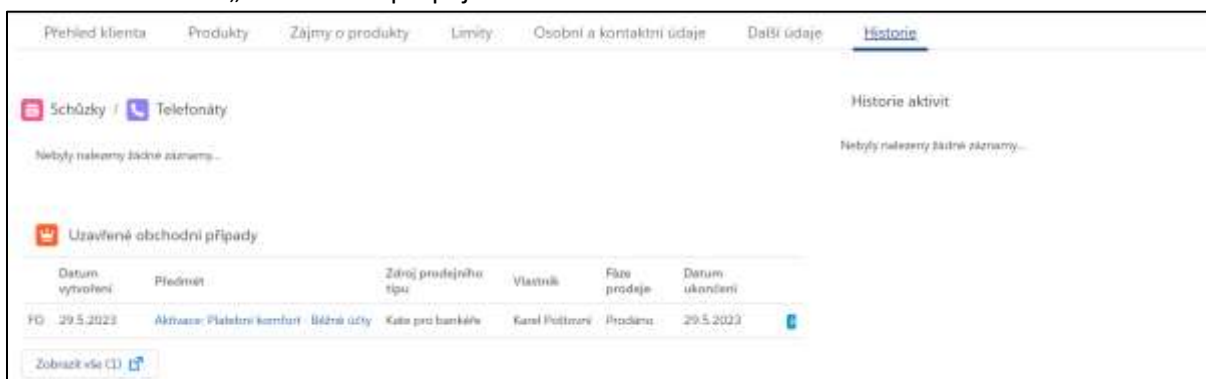 Přehled klienta Produkty Zájmy o produkty Limity Osobní a kontaktní údaje Další údaje Historie
Schůzky / Telefonáty
Historie aktivit
Nebyly nalezeny žádné záznamy...
Nebyly nalezeny žádné záznamy...
Uzavřené obchodní případy
Datum vytvoření Předmět Zdroj prodejního tipu Vlastník Fáze prodeje Datum ukončení
FO 29.5.2023 Aktivace: Platební komfort - Běžné účty Kate pro bankéře Karel Poštovní Prodáno 29.5.2023
Zobrazit vše (1)